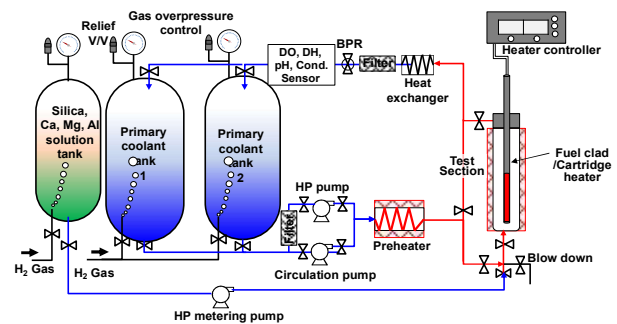 Gas overpressure
control
Relief
V/V
DO, DH,
pH, Cond.
Sensor
BPR
Filter
Heat
exchanger
Heater controller
Silica,
Ca, Mg, Al
solution
tank
Primary
coolant
tank
1
Primary
coolant
tank
2
Test
Section
Fuel clad
/Cartridge
heater
HP pump
Filter
Preheater
Circulation pump
Blow down
H2 Gas
H2 Gas
HP metering pump